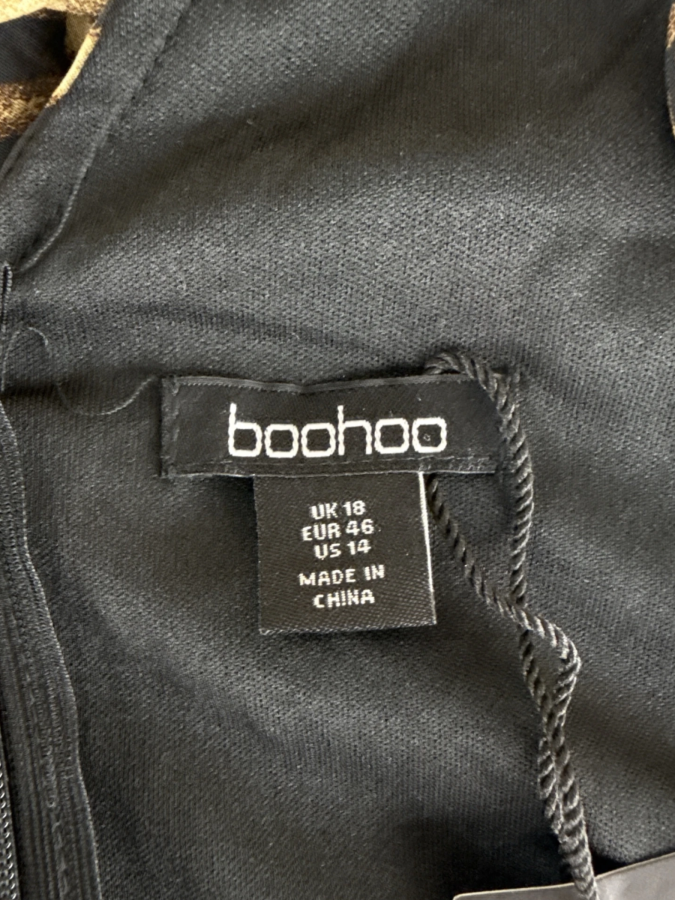 boohoo
UK 18
EUR 46
US 14
MADE IN
CHINA